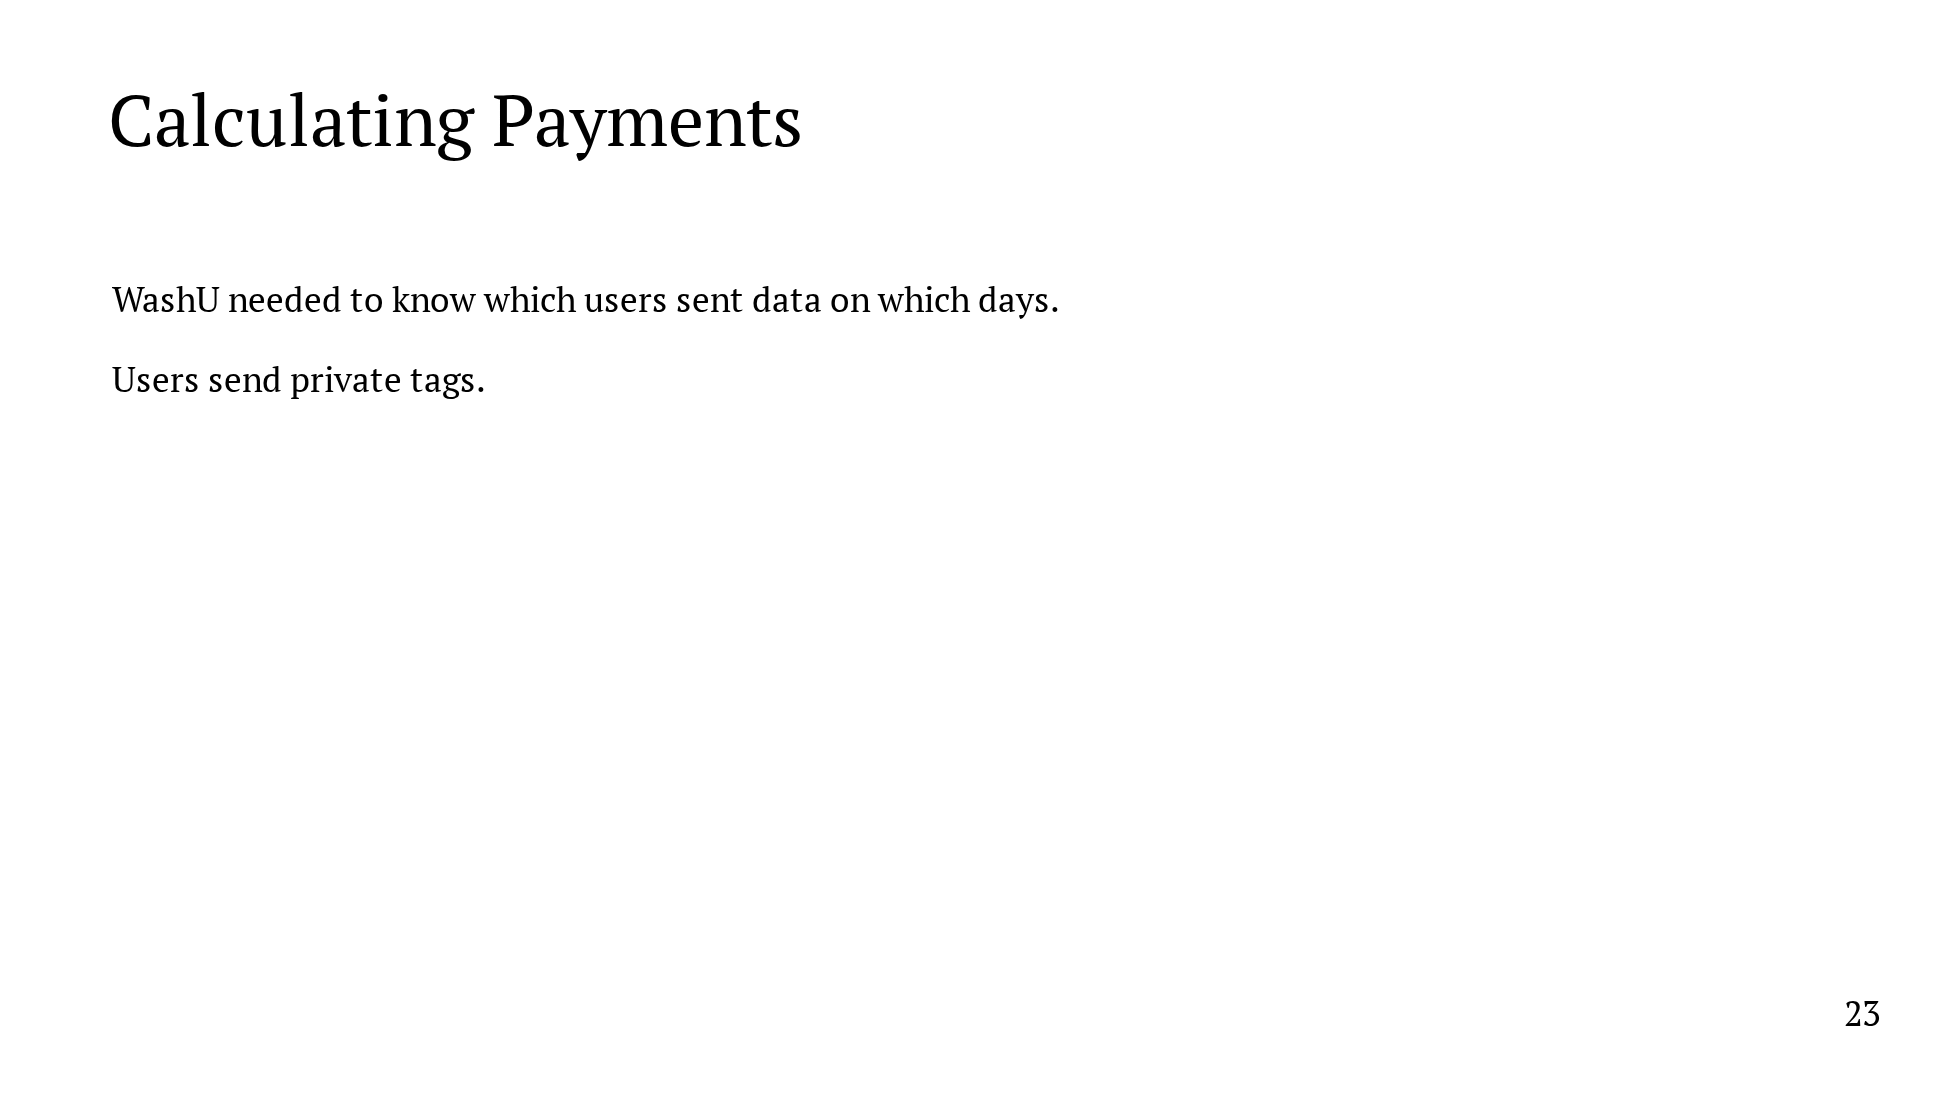 Calculating Payments
WashU needed to know which users sent data on which days.
Users send private tags.
23